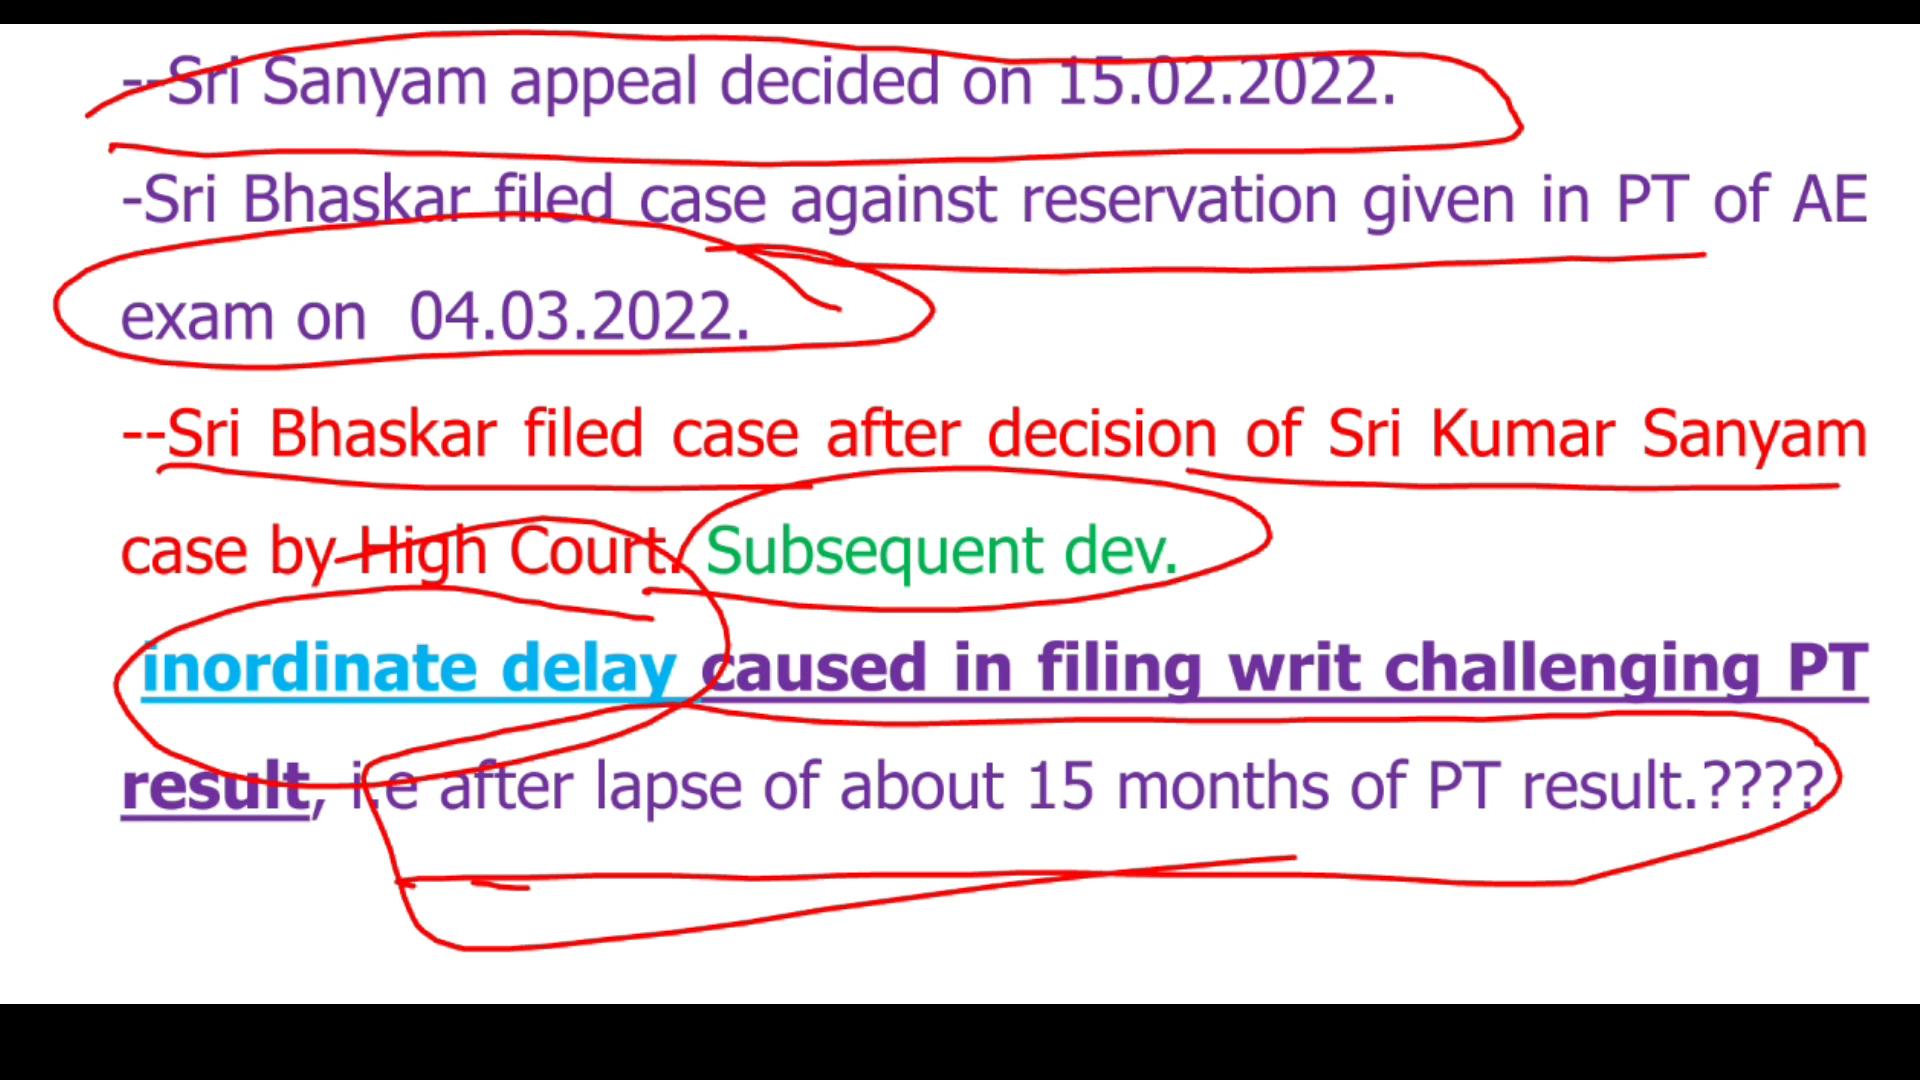 --Sri Sanyam appeal decided on 15.02.2022.
-Sri Bhaskar filed case against reservation given in PT of AE
exam on 04.03.2022.
--Sri Bhaskar filed case after decision of Sri Kumar Sanyam
case by High Court. Subsequent dev.
inordinate delay caused in filing writ challenging PT
result, i.e after lapse of about 15 months of PT result.????